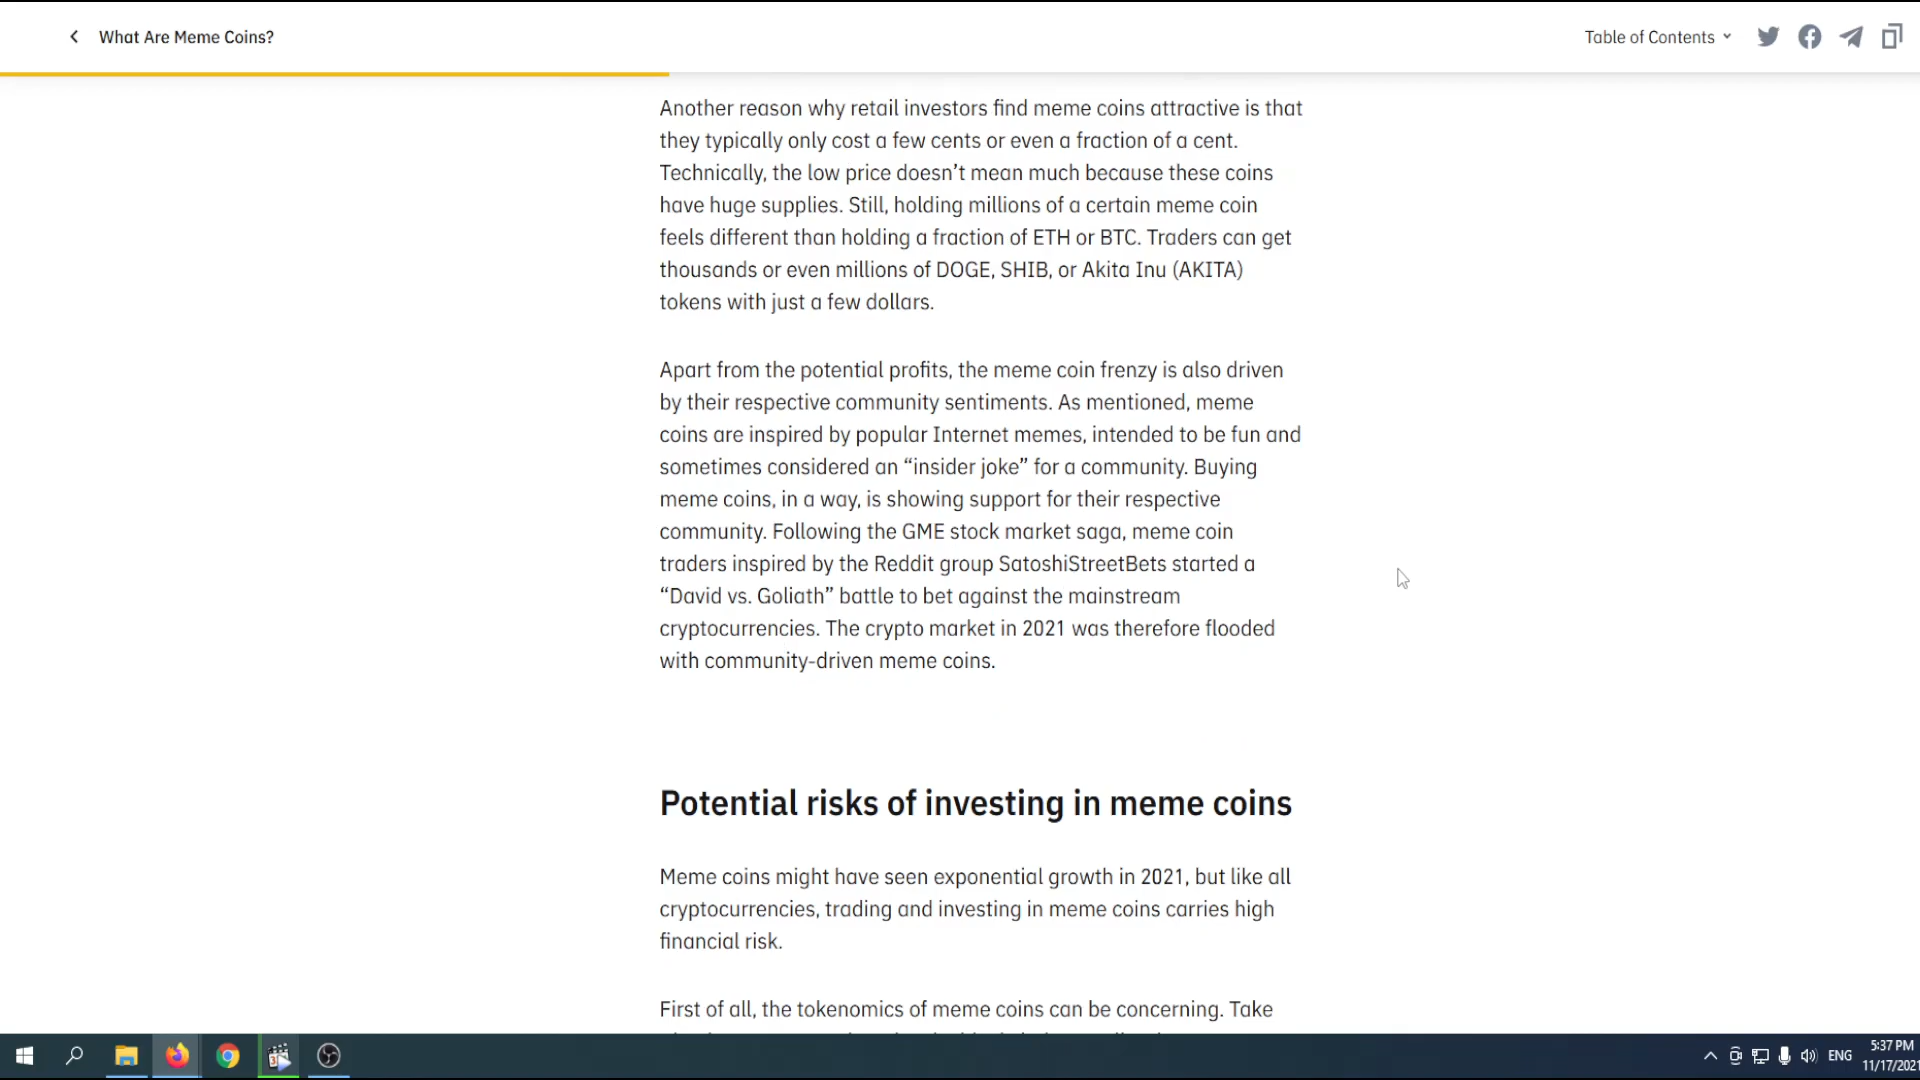 What Are Meme Coins?
Table of Contents
Another reason why retail investors find meme coins attractive is that
they typically only cost a few cents or even a fraction of a cent.
Technically, the low price doesn’t mean much because these coins
have huge supplies. Still, holding millions of a certain meme coin
feels different than holding a fraction of ETH or BTC. Traders can get
thousands or even millions of DOGE, SHIB, or Akita Inu (AKITA)
tokens with just a few dollars.
Apart from the potential profits, the meme coin frenzy is also driven
by their respective community sentiments. As mentioned, meme
coins are inspired by popular Internet memes, intended to be fun and
sometimes considered an “insider joke” for a community. Buying
meme coins, in a way, is showing support for their respective
community. Following the GME stock market saga, meme coin
traders inspired by the Reddit group SatoshiStreetBets started a
“David vs. Goliath” battle to bet against the mainstream
cryptocurrencies. The crypto market in 2021 was therefore flooded
with community-driven meme coins.
Potential risks of investing in meme coins
Meme coins might have seen exponential growth in 2021, but like all
cryptocurrencies, trading and investing in meme coins carries high
financial risk.
First of all, the tokenomics of meme coins can be concerning. Take
ENG
5:37 PM
11/17/2021